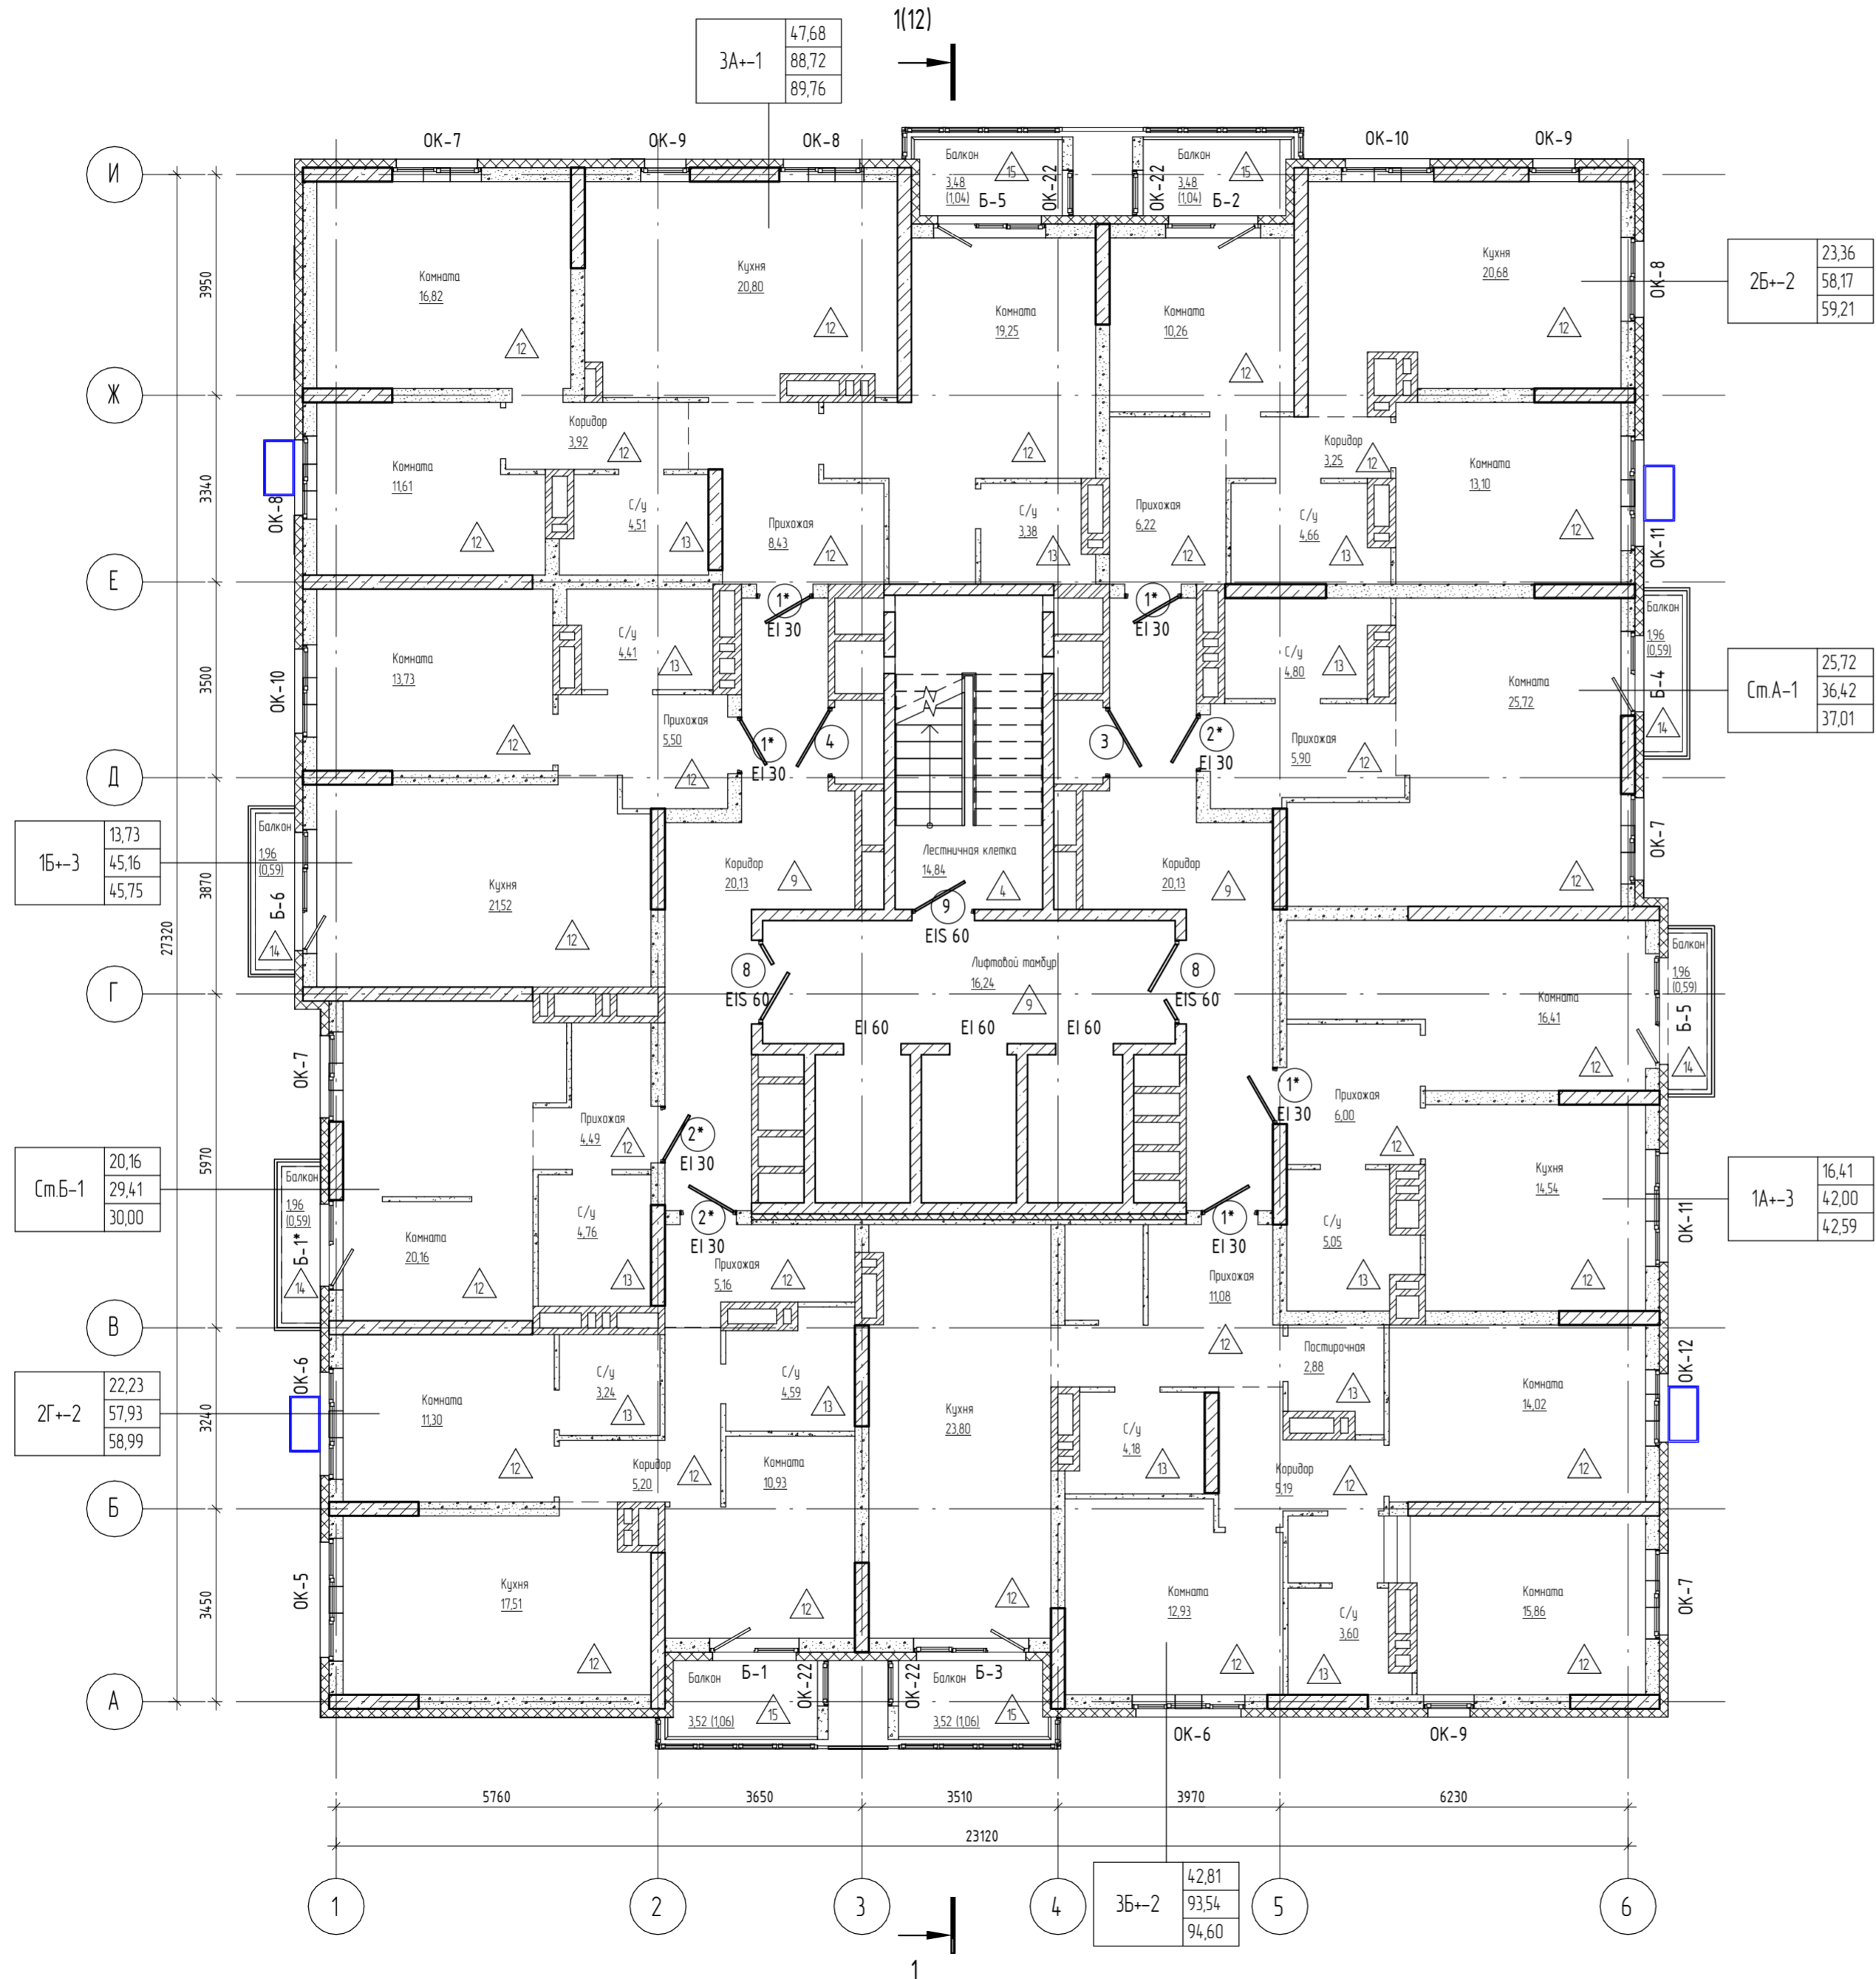 1(12)
3А+-1
47,68
88,72
89,76
ОК-7
ОК-9
ОК-8
ОК-10
ОК-9
И
Балкон
3,48
(1,04)
Б-5
15
ОК-22
ОК-22
Балкон
3,48
(1,04)
Б-2
15
Комната
16,82
12
Кухня
20,80
12
Комната
19,25
12
Комната
10,26
12
Кухня
20,68
12
ОК-8
2Б+-2
23,36
58,17
59,21
3950
Ж
Коридор
3,92
12
Комната
11,61
12
С/у
4,51
13
Прихожая
8,43
12
С/у
3,38
13
Прихожая
6,22
12
С/у
4,66
13
Коридор
3,25
12
Комната
13,10
12
ОК-8
ОК-11
3340
Е
1*
EI 30
1*
EI 30
С/у
4,41
13
Комната
13,73
12
ОК-10
3500
Прихожая
5,50
12
1*
EI 30
4
3
2*
EI 30
С/у
4,80
13
Прихожая
5,90
12
Комната
25,72
12
Балкон
1,96
(0,59)
Б-4
14
Ст.А-1
25,72
36,42
37,01
ОК-7
Д
1Б+-3
13,73
45,16
45,75
Балкон
1,96
(0,59)
Б-6
14
Кухня
21,52
12
Коридор
20,13
9
Лестничная клетка
14,84
4
Коридор
20,13
9
3870
27320
9
EIS 60
8
EIS 60
8
EIS 60
Лифтовой тамбур
16,24
9
EI 60
EI 60
EI 60
Г
Комната
16,41
12
Балкон
1,96
(0,59)
Б-5
14
ОК-7
Прихожая
4,49
12
2*
EI 30
1*
EI 30
Прихожая
6,00
12
Кухня
14,54
12
5970
Ст.Б-1
20,16
29,41
30,00
Балкон
1,96
(0,59)
Б-1*
14
Комната
20,16
12
С/у
4,76
13
2*
EI 30
1*
EI 30
С/у
5,05
13
ОК-11
1А+-3
16,41
42,00
42,59
Прихожая
5,16
12
Прихожая
11,08
12
В
ОК-6
2Г+-2
22,23
57,93
58,99
Комната
11,30
12
С/у
3,24
13
С/у
4,59
13
Кухня
23,80
12
С/у
4,18
13
Постирочная
2,88
13
Комната
14,02
12
ОК-12
3240
Коридор
5,20
12
Комната
10,93
12
Коридор
5,19
12
Б
ОК-5
3450
Кухня
17,51
12
Комната
12,93
12
С/у
3,60
13
Комната
15,86
12
ОК-7
А
Балкон
3,52 (1,06)
Б-1
15
ОК-22
ОК-22
Балкон
3,52 (1,06)
Б-3
15
ОК-6
ОК-9
5760
3650
3510
3970
6230
23120
1
2
3
4
5
6
3Б+-2
42,81
93,54
94,60
1